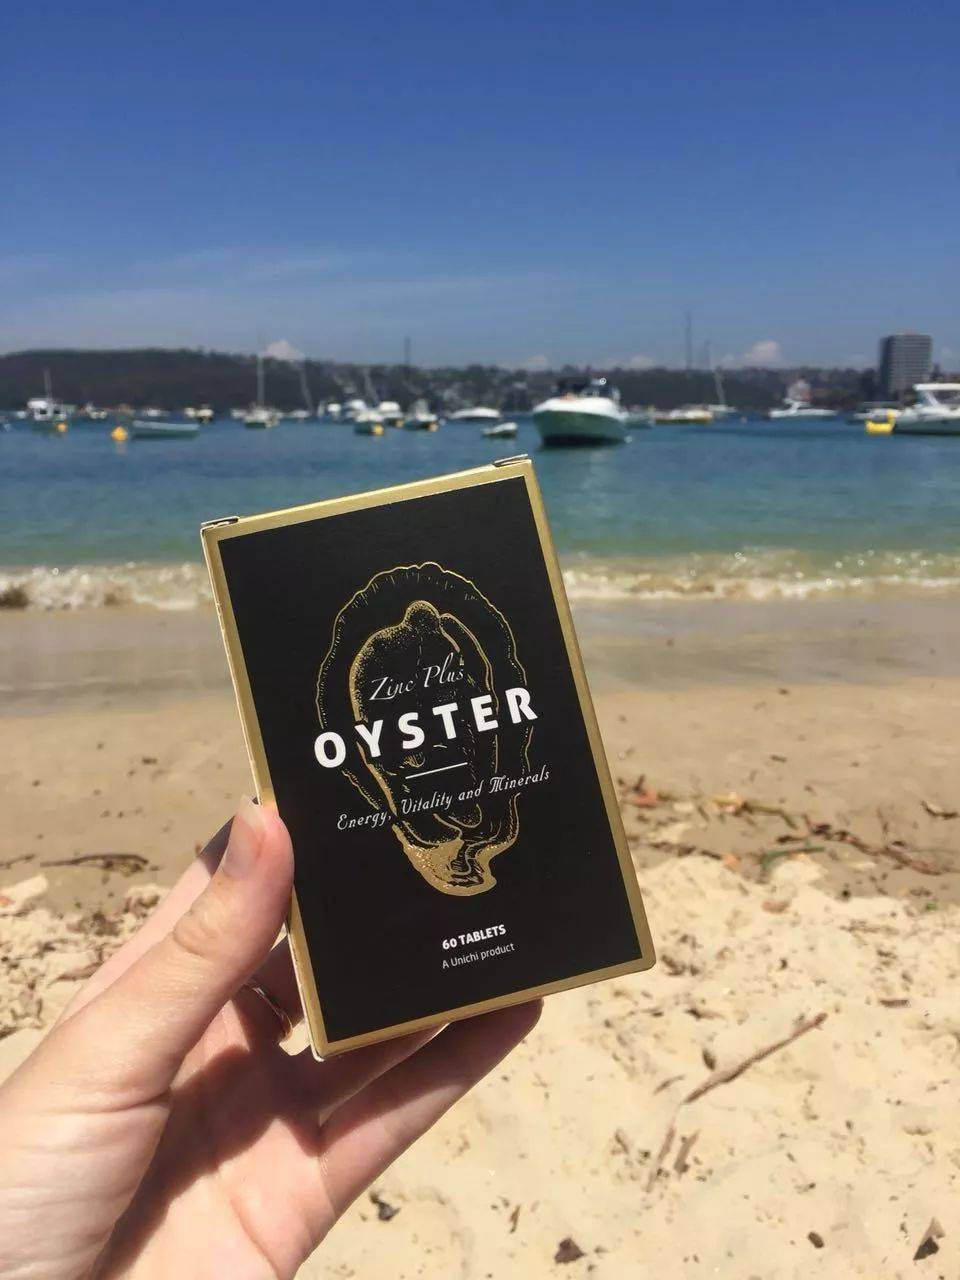 Zinc Plus
OYSTER
Energy, Vitality and Minerals
60 TABLETS
A Unichi product